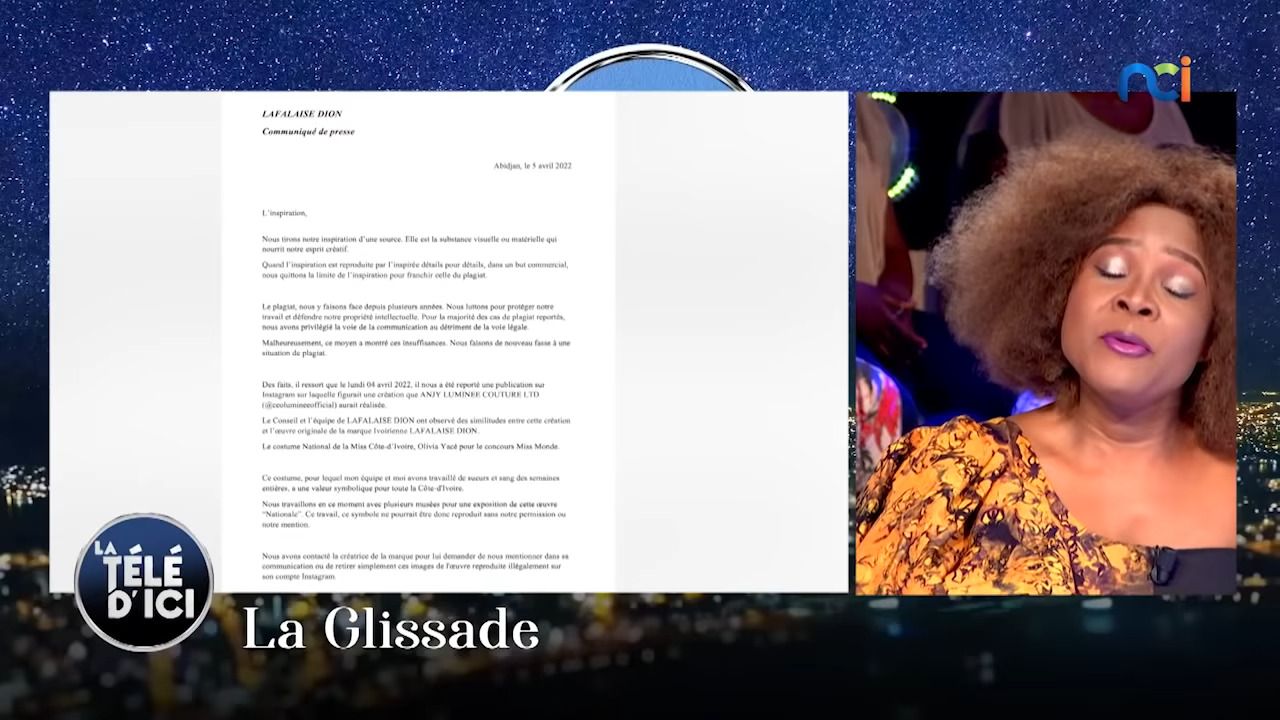 nci
LAFALAISE DION
Communiqué de presse
Abidjan, le 5 avril 2022
L'inspiration,
Nous tirons notre inspiration d'une source. Elle est la substance visuelle ou matérielle qui
nourrit notre esprit créatif.
Quand l'inspiration est reproduite par l'inspirée détails pour détails, dans un but commercial,
nous quittons la limite de l'inspiration pour franchir celle du plagiat.
Le plagiat, nous y faisons face depuis plusieurs années. Nous luttons pour protéger notre
travail et défendre notre propriété intellectuelle. Pour la majorité des cas de plagiat reportés,
nous avons privilégié la voie de la communication au détriment de la voie légale.
Malheureusement, ce moyen a montré ces insuffisances. Nous faisons de nouveau fasse à une
situation de plagiat.
Des faits, il ressort que le lundi 04 avril 2022, il nous a été reporté une publication sur
Instagram sur laquelle figurait une création que ANJY LUMINEE COUTURE LTD
(@ceolumineeofficial) aurait réalisée.
Le Conseil et l'équipe de LAFALAISE DION ont observé des similitudes entre cette création
et l'œuvre originale de la marque Ivoirienne LAFALAISE DION.
Le costume National de la Miss Côte-d'Ivoire, Olivia Yacé pour le concours Miss Monde.
Ce costume, pour lequel mon équipe et moi avons travaillé de sueurs et sang des semaines
entières, a une valeur symbolique pour toute la Côte-d'Ivoire.
Nous travaillons en ce moment avec plusieurs musées pour une exposition de cette œuvre
"Nationale". Ce travail, ce symbole ne pourrait être donc reproduit sans notre permission ou
notre mention.
Nous avons contacté la créatrice de la marque pour lui demander de nous mentionner dans sa
communication ou de retirer simplement ces images de l'œuvre reproduite illégalement sur
son compte Instagram.
LA
TÉLÉ
D'ICI
La Glissade